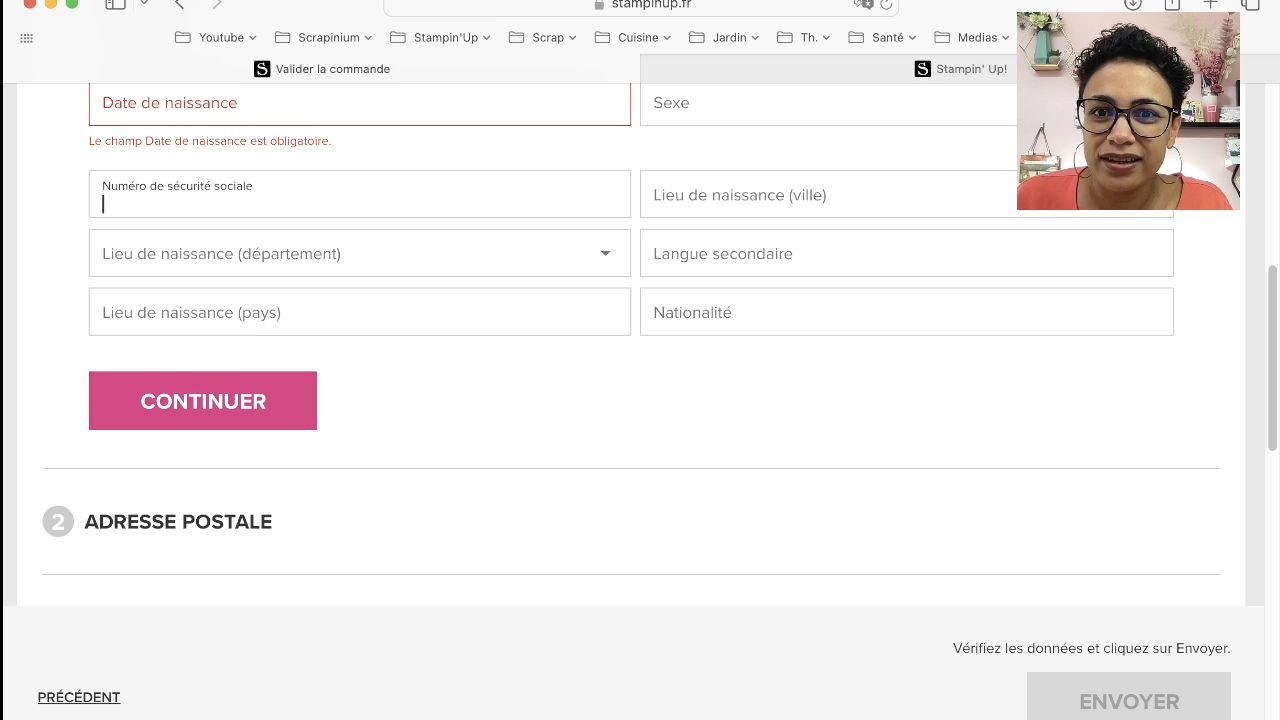 stampinup.fr
Youtube
Scrapinium
Stampin'Up
Scrap
Cuisine
Jardin
Th.
Santé
Medias
S Valider la commande
S Stampin' Up!
Date de naissance
Sexe
Le champ Date de naissance est obligatoire.
Numéro de sécurité sociale
Lieu de naissance (ville)
Lieu de naissance (département)
Langue secondaire
Lieu de naissance (pays)
Nationalité
CONTINUER
2 ADRESSE POSTALE
Vérifiez les données et cliquez sur Envoyer.
PRÉCÉDENT
ENVOYER